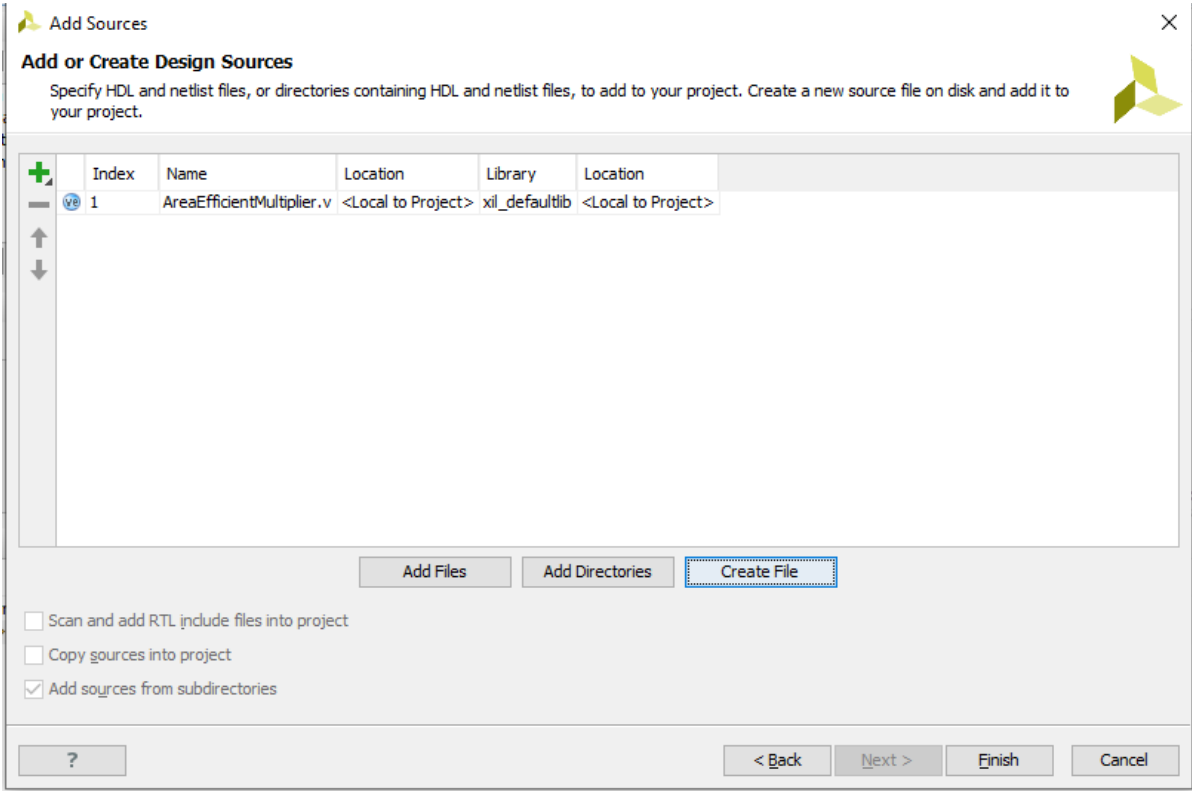 Add Sources
Add or Create Design Sources
Specify HDL and netlist files, or directories containing HDL and netlist files, to add to your project. Create a new source file on disk and add it to
your project.
Index Name Location Library Location
ve 1 AreaEfficientMultiplier.v <Local to Project> xil_defaultlib <Local to Project>
Add Files Add Directories Create File
Scan and add RTL include files into project
Copy sources into project
Add sources from subdirectories
? < Back Next > Finish Cancel